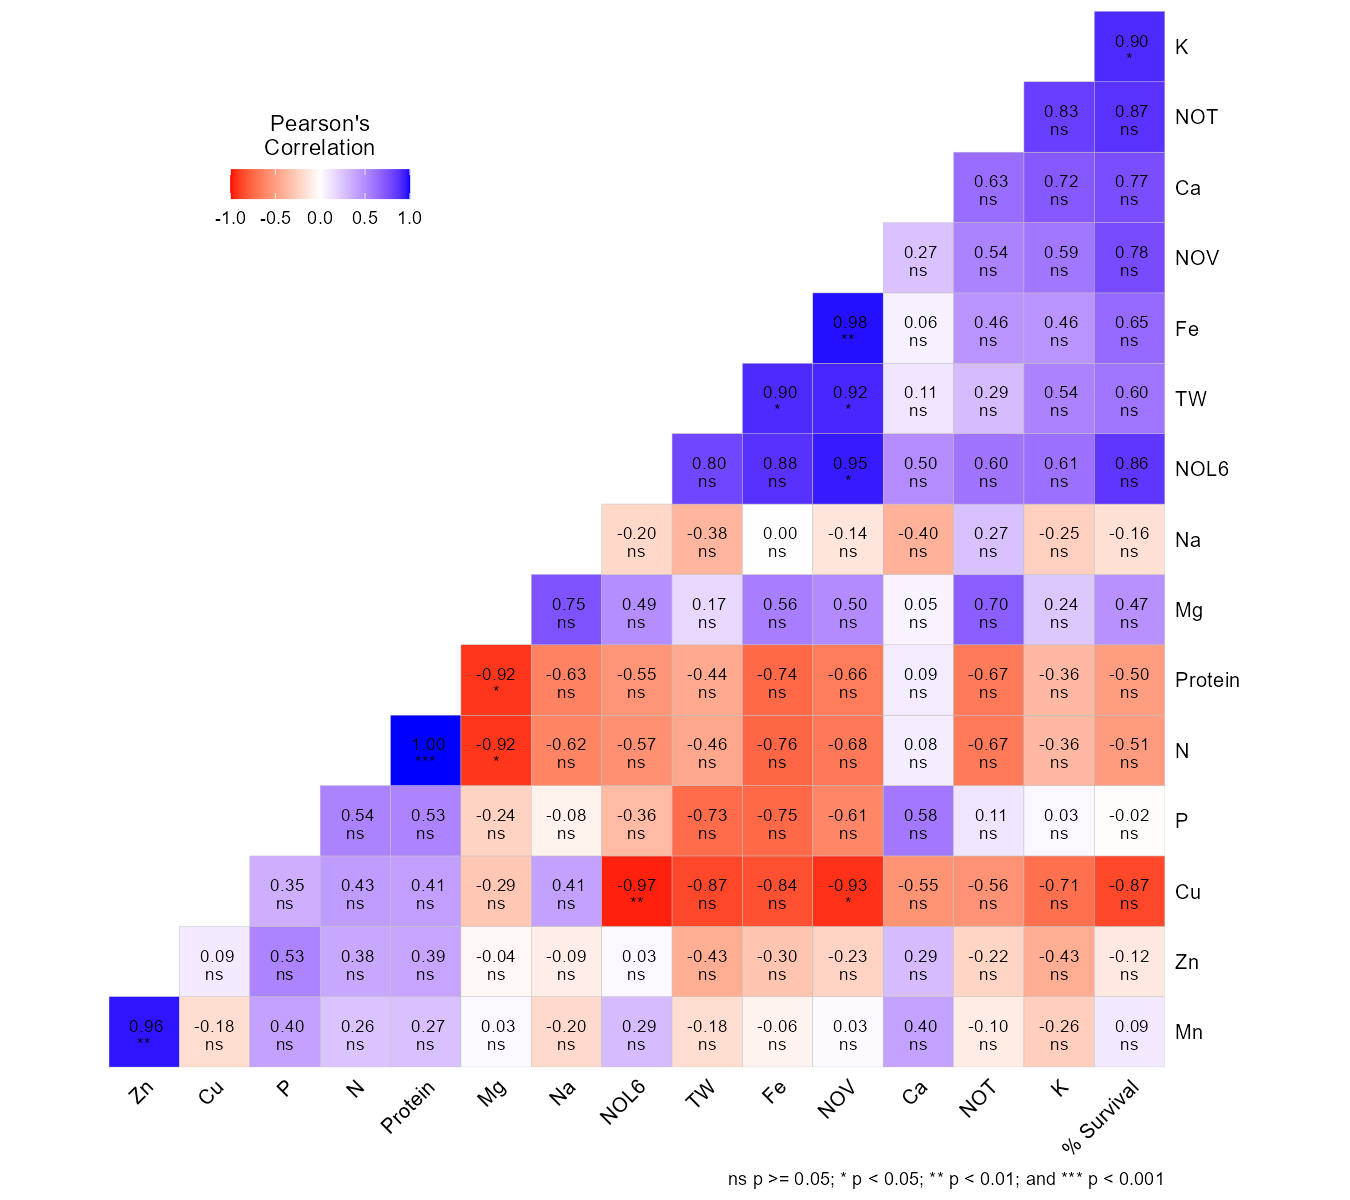 0.90 K
*
Pearson's
Correlation
0.83 0.87 NOT
ns ns
0.63 0.72 0.77 Ca
ns ns ns
-1.0 -0.5 0.0 0.5 1.0
0.27 0.54 0.59 0.78 NOV
ns ns ns ns
0.98 0.06 0.46 0.46 0.65 Fe
** ns ns ns ns
0.90 0.92 0.11 0.29 0.54 0.60 TW
* * ns ns ns ns
0.80 0.88 0.95 0.50 0.60 0.61 0.86 NOL6
ns ns * ns ns ns ns
-0.20 -0.38 0.00 -0.14 -0.40 0.27 -0.25 -0.16 Na
ns ns ns ns ns ns ns ns
0.75 0.49 0.17 0.56 0.50 0.05 0.70 0.24 0.47 Mg
ns ns ns ns ns ns ns ns ns
-0.92 -0.63 -0.55 -0.44 -0.74 -0.66 0.09 -0.67 -0.36 -0.50 Protein
* ns ns ns ns ns ns ns ns ns
1.00 -0.92 -0.62 -0.57 -0.46 -0.76 -0.68 0.08 -0.67 -0.36 -0.51 N
*** * ns ns ns ns ns ns ns ns ns
0.54 0.53 -0.24 -0.08 -0.36 -0.73 -0.75 -0.61 0.58 0.11 0.03 -0.02 P
ns ns ns ns ns ns ns ns ns ns ns ns
0.35 0.43 0.41 -0.29 0.41 -0.97 -0.87 -0.84 -0.93 -0.55 -0.56 -0.71 -0.87 Cu
ns ns ns ns ns ** ns ns * ns ns ns ns
0.09 0.53 0.38 0.39 -0.04 -0.09 0.03 -0.43 -0.30 -0.23 0.29 -0.22 -0.43 -0.12 Zn
ns ns ns ns ns ns ns ns ns ns ns ns ns ns
0.96 -0.18 0.40 0.26 0.27 0.03 -0.20 0.29 -0.18 -0.06 0.03 0.40 -0.10 -0.26 0.09 Mn
** ns ns ns ns ns ns ns ns ns ns ns ns ns ns
Zn Cu P N Protein Mg Na NOL6 TW Fe NOV Ca NOT K % Survival
ns p >= 0.05; * p < 0.05; ** p < 0.01; and *** p < 0.001